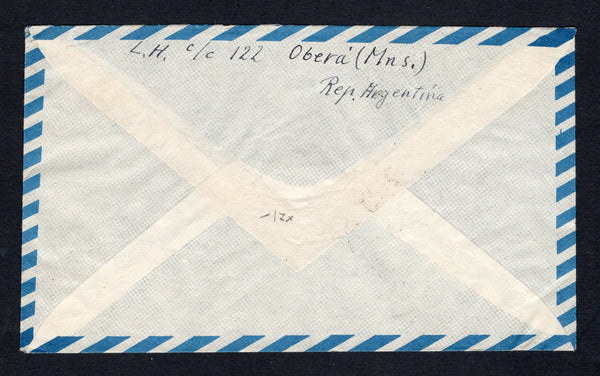 L.H. c/c 122 Oberá (Mns.)
Rep. Argentina